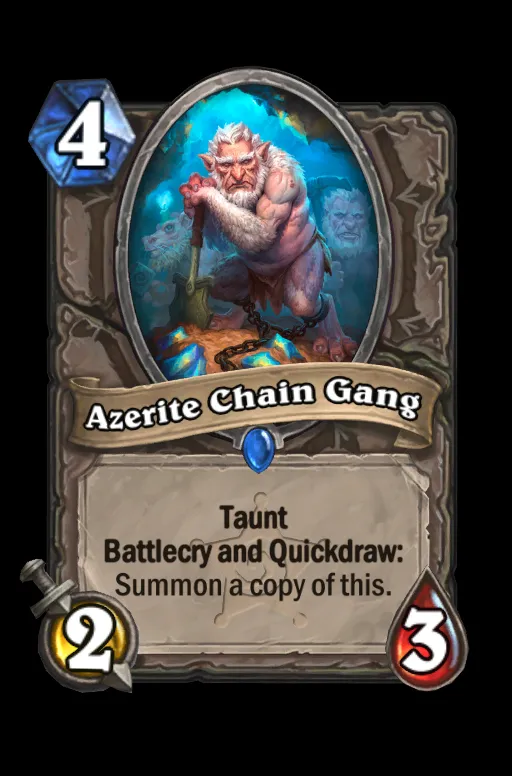 4
Azerite Chain Gang
Taunt
Battlecry and Quickdraw:
Summon a copy of this.
2
3